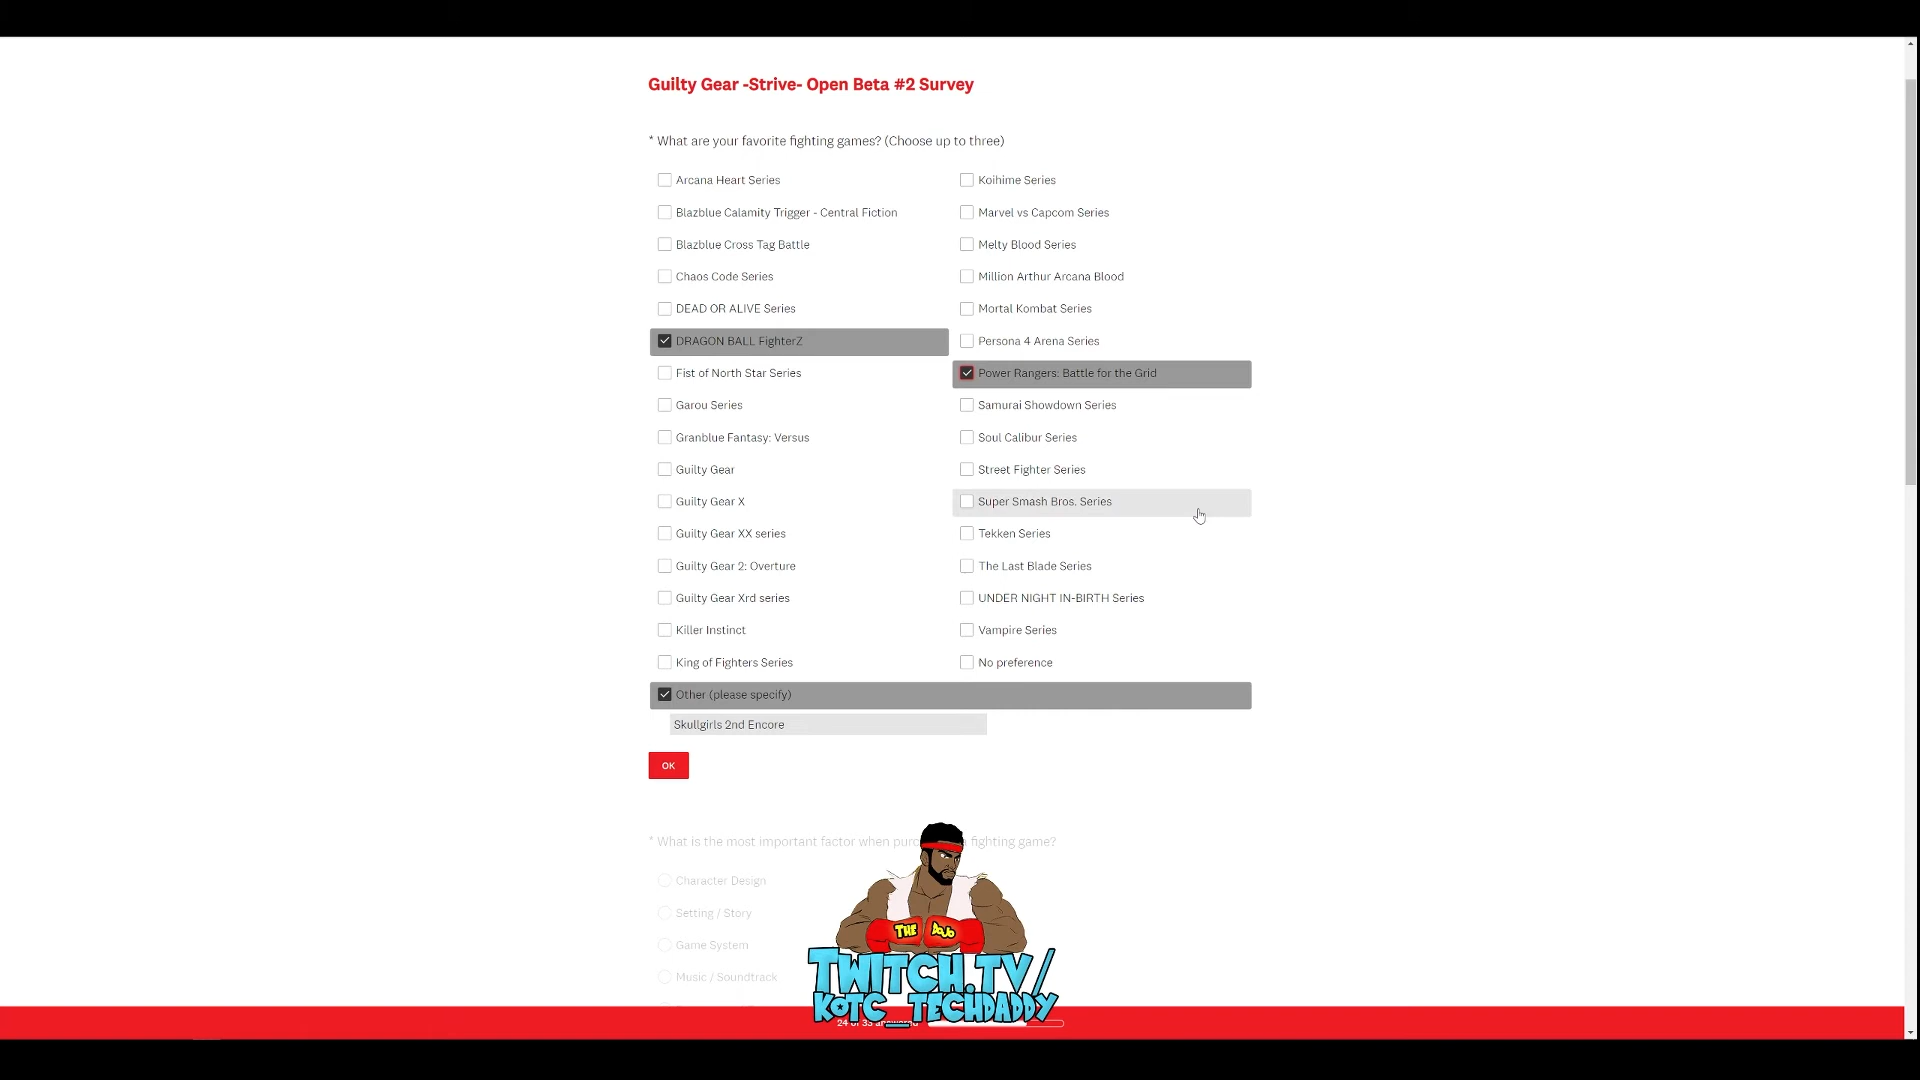 Guilty Gear -Strive- Open Beta #2 Survey
* What are your favorite fighting games? (Choose up to three)
Arcana Heart Series
Blazblue Calamity Trigger - Central Fiction
Blazblue Cross Tag Battle
Chaos Code Series
DEAD OR ALIVE Series
DRAGON BALL FighterZ
Fist of North Star Series
Garou Series
Granblue Fantasy: Versus
Guilty Gear
Guilty Gear X
Guilty Gear XX series
Guilty Gear 2: Overture
Guilty Gear Xrd series
Killer Instinct
King of Fighters Series
Koihime Series
Marvel vs Capcom Series
Melty Blood Series
Million Arthur Arcana Blood
Mortal Kombat Series
Persona 4 Arena Series
Power Rangers: Battle for the Grid
Samurai Showdown Series
Soul Calibur Series
Street Fighter Series
Super Smash Bros. Series
Tekken Series
The Last Blade Series
UNDER NIGHT IN-BIRTH Series
Vampire Series
No preference
Other (please specify)
Skullgirls 2nd Encore
OK
* What is the most important factor when fighting game?
Character Design
Setting / Story
Game System
Music / Soundtrack
THE DOJO
TWITCH.TV/
KOTC_TECHDADDY
24 of 33 answered